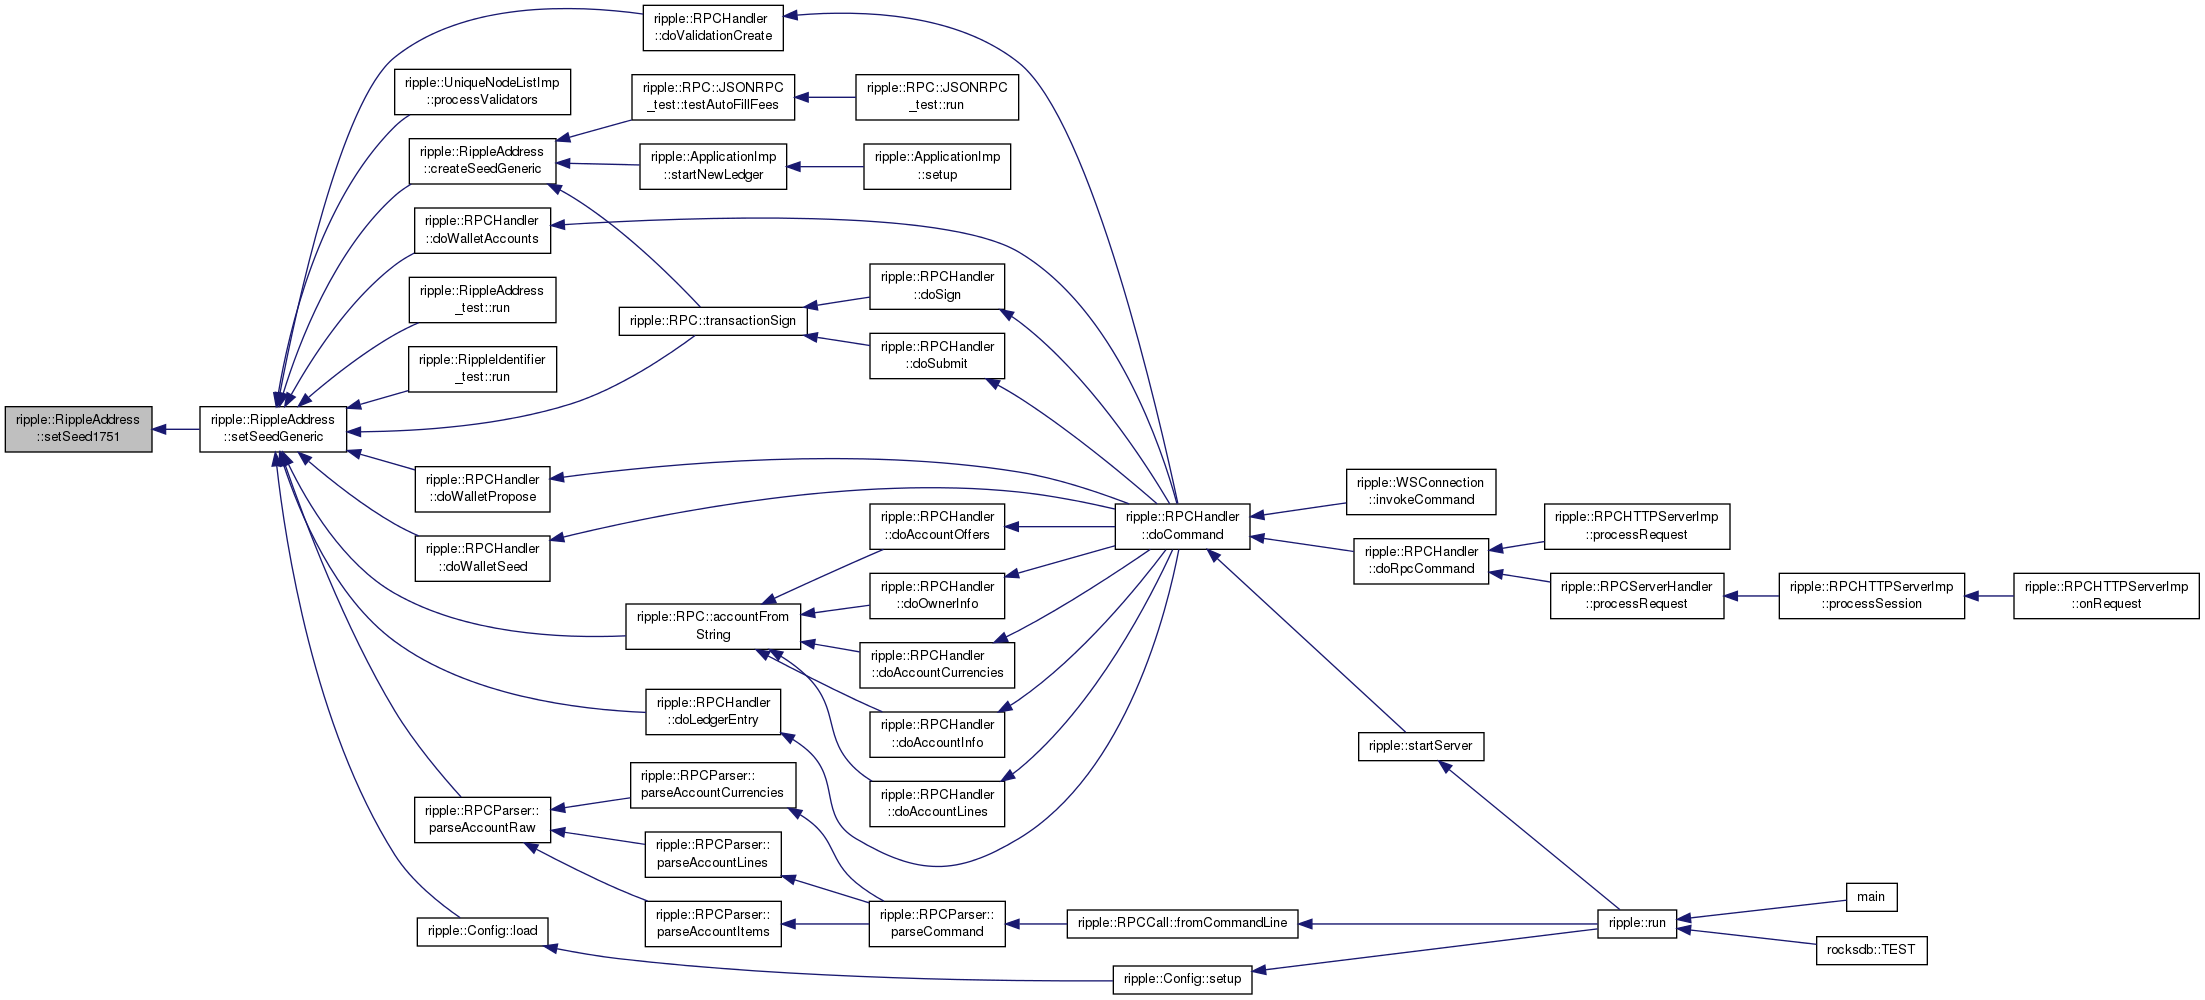 ripple::RippleAddress
::setSeed1751
ripple::RippleAddress
::setSeedGeneric
ripple::RPCHandler
::doValidationCreate
ripple::UniqueNodeListImp
::processValidators
ripple::RippleAddress
::createSeedGeneric
ripple::RPCHandler
::doWalletAccounts
ripple::RippleAddress
_test::run
ripple::RippleIdentifier
_test::run
ripple::RPCHandler
::doWalletPropose
ripple::RPCHandler
::doWalletSeed
ripple::RPC::accountFrom
String
ripple::RPCHandler
::doLedgerEntry
ripple::RPCParser::
parseAccountRaw
ripple::Config::load
ripple::RPC::JSONRPC
_test::testAutoFillFees
ripple::RPC::JSONRPC
_test::run
ripple::ApplicationImp
::startNewLedger
ripple::ApplicationImp
::setup
ripple::RPC::transactionSign
ripple::RPCHandler
::doSign
ripple::RPCHandler
::doSubmit
ripple::RPCHandler
::doAccountOffers
ripple::RPCHandler
::doOwnerInfo
ripple::RPCHandler
::doAccountCurrencies
ripple::RPCHandler
::doAccountInfo
ripple::RPCHandler
::doAccountLines
ripple::RPCParser::
parseAccountCurrencies
ripple::RPCParser::
parseAccountLines
ripple::RPCParser::
parseAccountItems
ripple::RPCParser::
parseCommand
ripple::RPCHandler
::doCommand
ripple::RPCCall::fromCommandLine
ripple::Config::setup
ripple::WSConnection
::invokeCommand
ripple::RPCHandler
::doRpcCommand
ripple::startServer
ripple::RPCHTTPServerImp
::processRequest
ripple::RPCServerHandler
::processRequest
ripple::RPCHTTPServerImp
::processSession
ripple::RPCHTTPServerImp
::onRequest
ripple::run
main
rocksdb::TEST